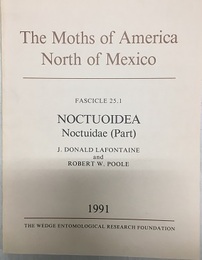 The Moths of America
North of Mexico
FASCICLE 25.1
NOCTUOIDEA
Noctuidae (Part)
J. DONALD LAFONTAINE
and
ROBERT W. POOLE
1991
THE WEDGE ENTOMOLOGICAL RESEARCH FOUNDATION